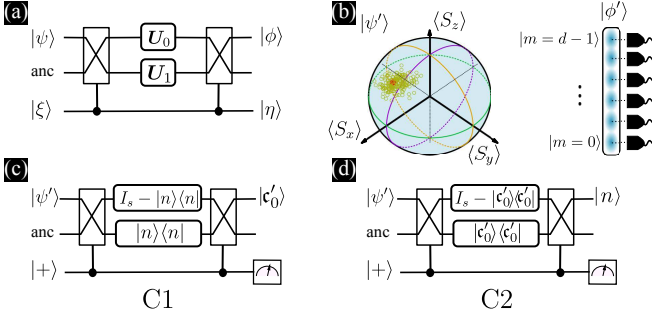 (a)
|ψ⟩ U₀ |ϕ⟩
anc U₁
|ξ⟩ |η⟩
(b)
|ψ′⟩ ⟨S_z⟩ |ϕ′⟩
|m = d − 1⟩
⋮
⟨S_x⟩ ⟨S_y⟩ |m=0⟩
(c)
|ψ′⟩ I_s − |n⟩⟨n| |𝔠′₀⟩
anc |n⟩⟨n|
|+⟩
C1
(d)
|ψ′⟩ I_s − |𝔠′₀⟩⟨𝔠′₀| |n⟩
anc |𝔠′₀⟩⟨𝔠′₀|
|+⟩
C2